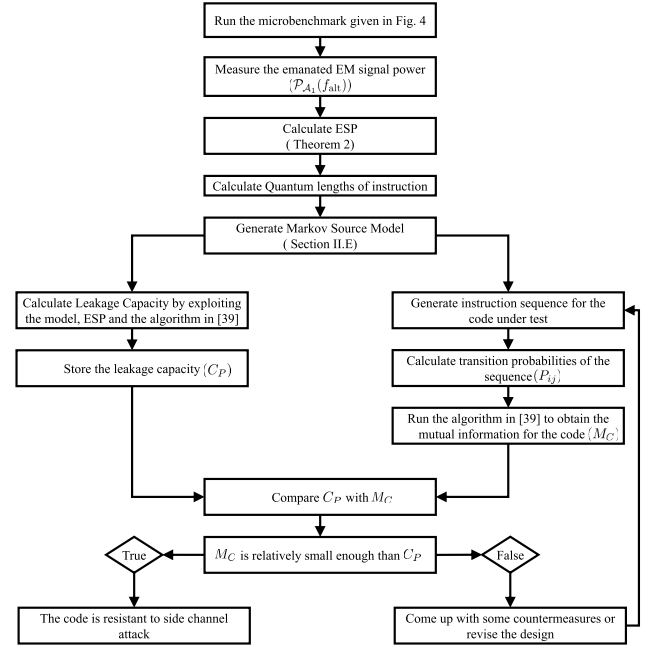 Run the microbenchmark given in Fig. 4
Measure the emanated EM signal power
(𝒫_{𝒜₁}(f_alt))
Calculate ESP
( Theorem 2)
Calculate Quantum lengths of instruction
Generate Markov Source Model
( Section II.E)
Calculate Leakage Capacity by exploiting
the model, ESP and the algorithm in [39]
Store the leakage capacity (C_P)
Generate instruction sequence for the
code under test
Calculate transition probabilities of the
sequence (P_ij)
Run the algorithm in [39] to obtain the
mutual information for the code (M_C)
Compare C_P with M_C
M_C is relatively small enough than C_P
True
False
The code is resistant to side channel
attack
Come up with some countermeasures or
revise the design